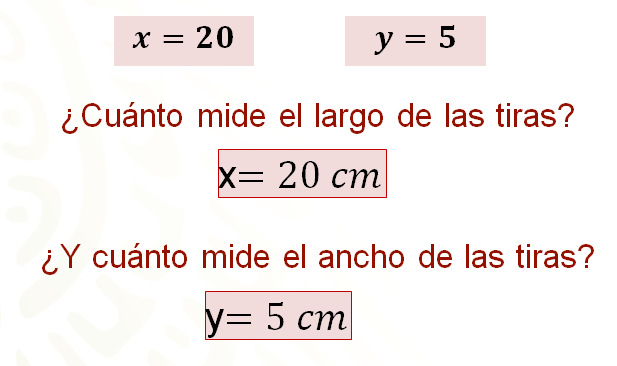 x = 20 y = 5
¿Cuánto mide el largo de las tiras?
x= 20 cm
¿Y cuánto mide el ancho de las tiras?
y= 5 cm